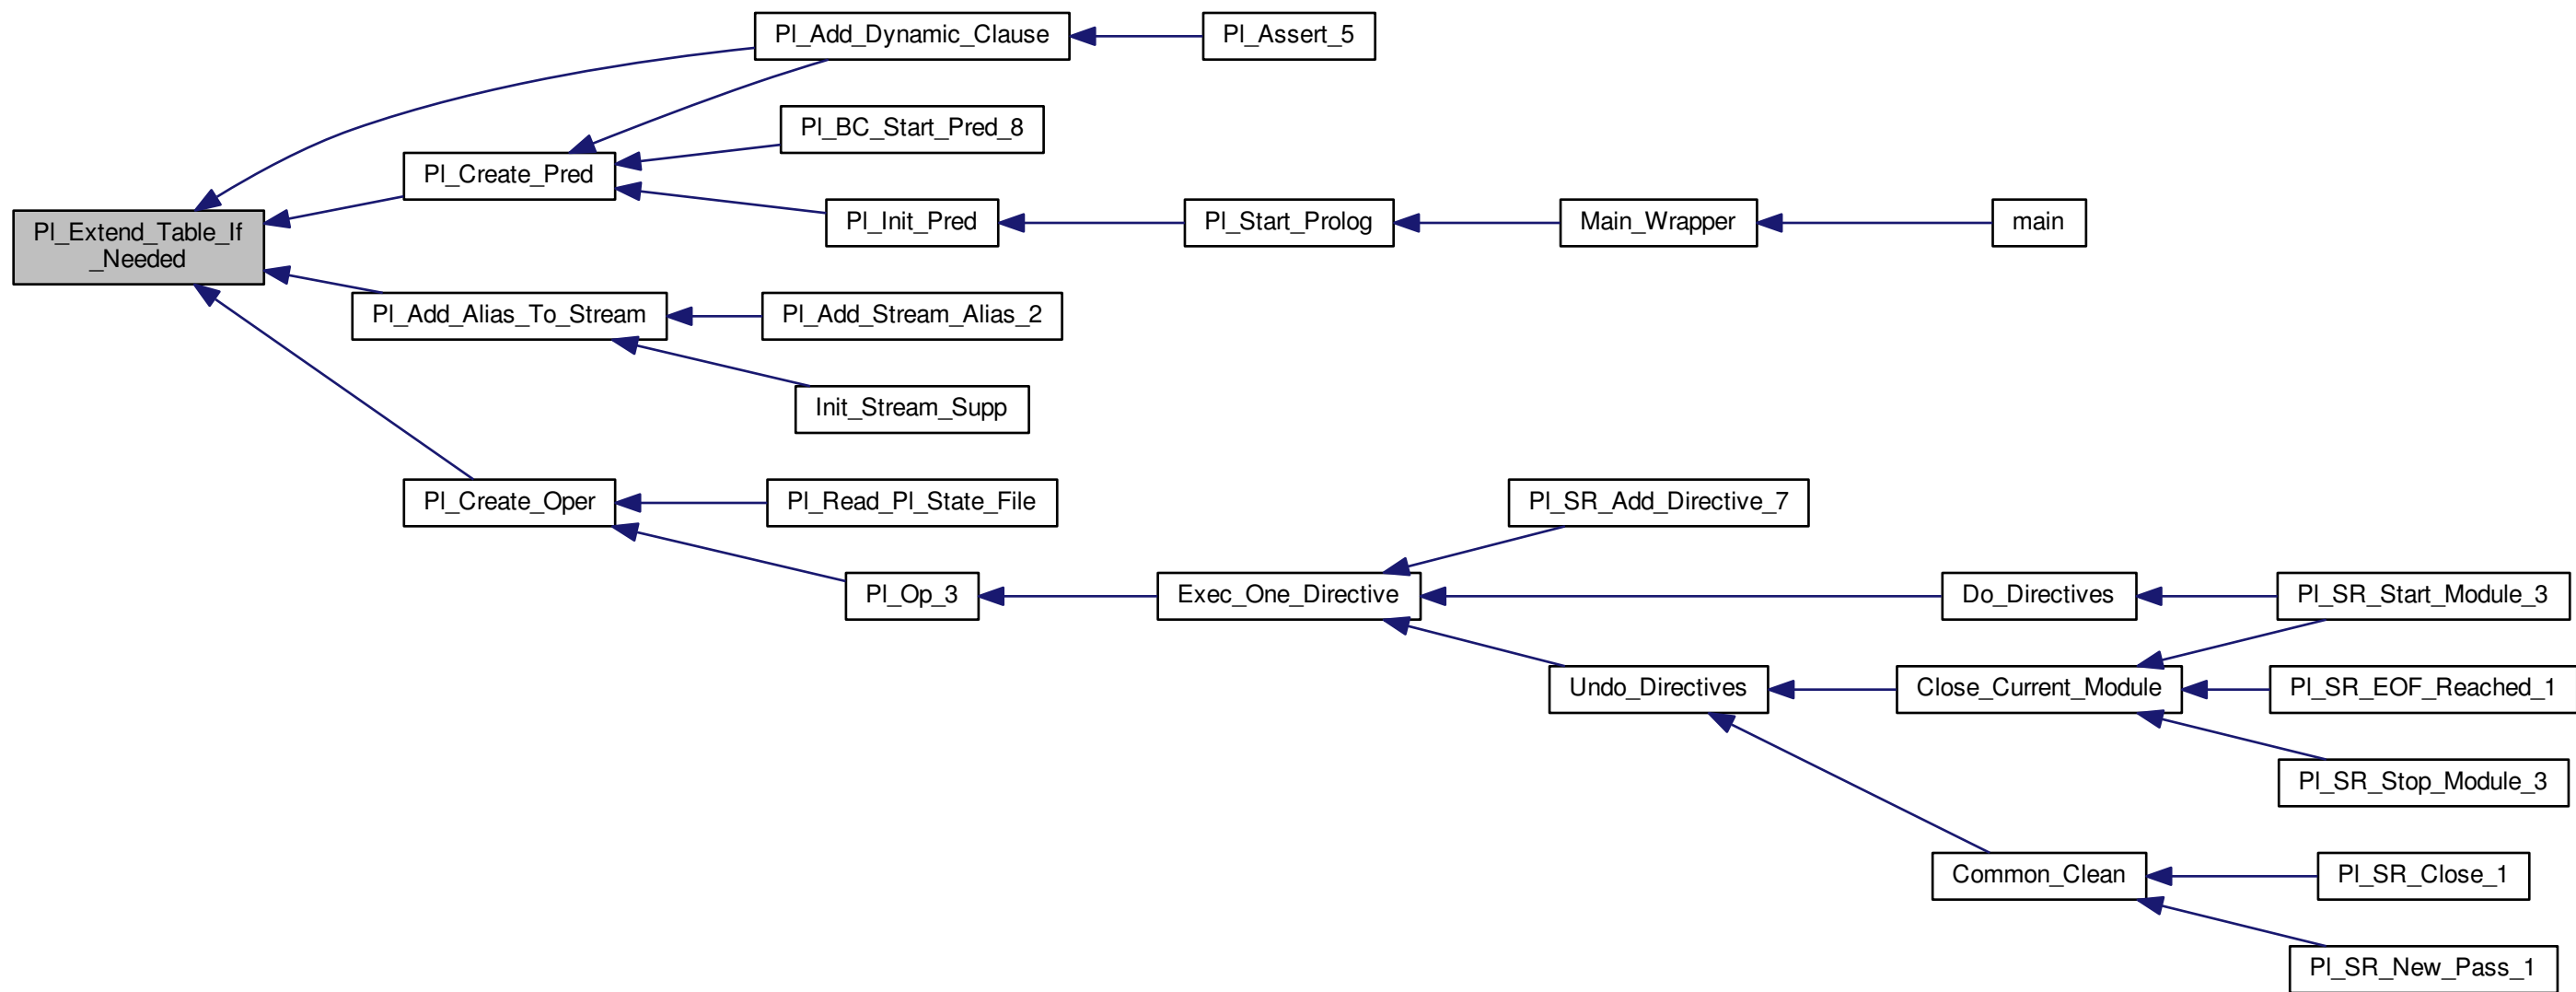 Pl_Add_Dynamic_Clause
Pl_Assert_5
Pl_BC_Start_Pred_8
Pl_Create_Pred
Pl_Init_Pred
Pl_Start_Prolog
Main_Wrapper
main
Pl_Extend_Table_If
_Needed
Pl_Add_Alias_To_Stream
Pl_Add_Stream_Alias_2
Init_Stream_Supp
Pl_Create_Oper
Pl_Read_Pl_State_File
Pl_SR_Add_Directive_7
Pl_Op_3
Exec_One_Directive
Do_Directives
Pl_SR_Start_Module_3
Undo_Directives
Close_Current_Module
Pl_SR_EOF_Reached_1
Pl_SR_Stop_Module_3
Common_Clean
Pl_SR_Close_1
Pl_SR_New_Pass_1